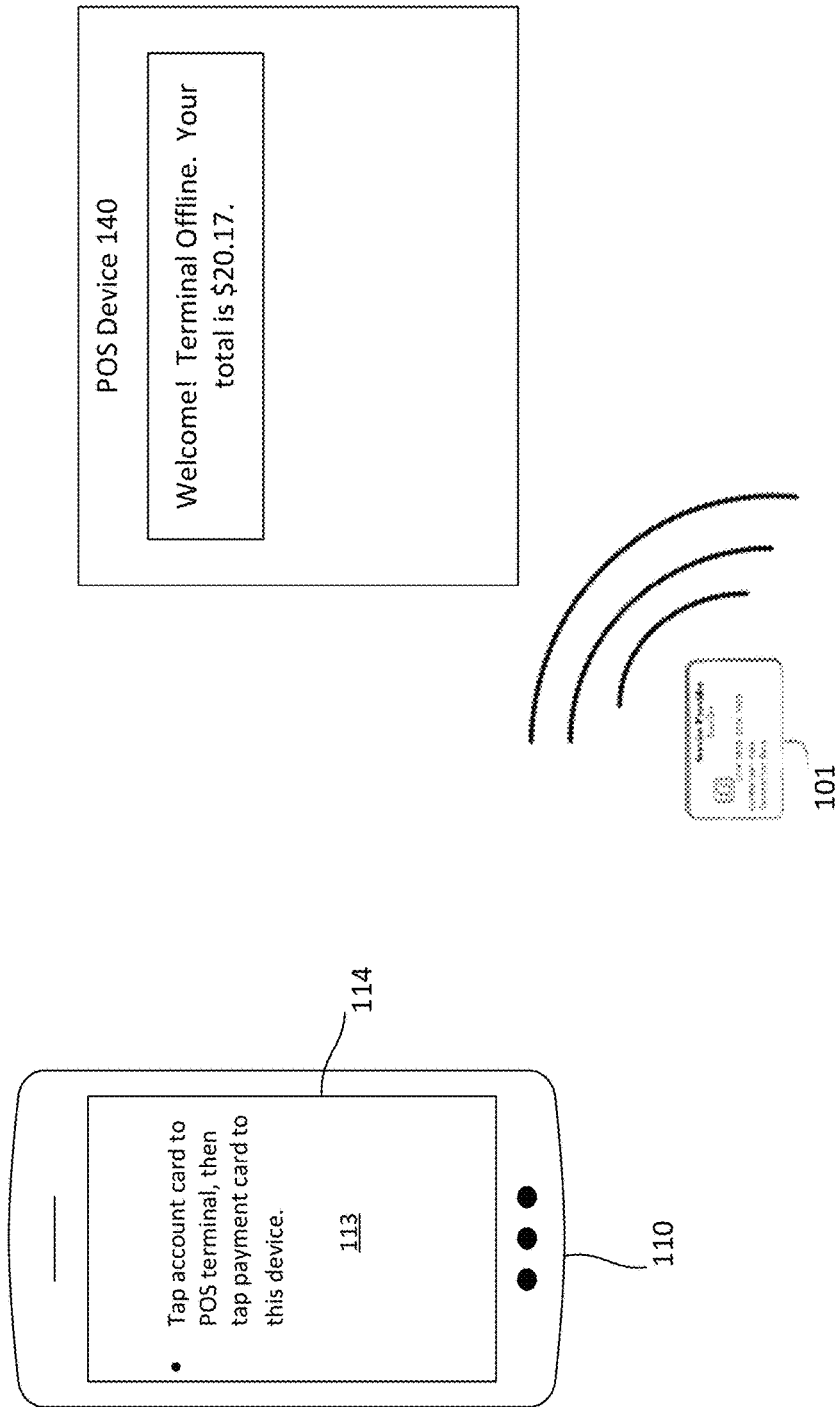 • Tap account card to
POS terminal, then
tap payment card to
this device.
113
114
110
POS Device 140
Welcome! Terminal Offline. Your
total is $20.17.
101